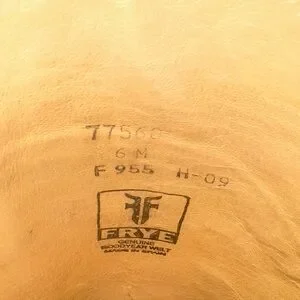 6 M
F 955 H-09
FRYE
GENUINE
GOODYEAR WELT
MADE IN SPAIN